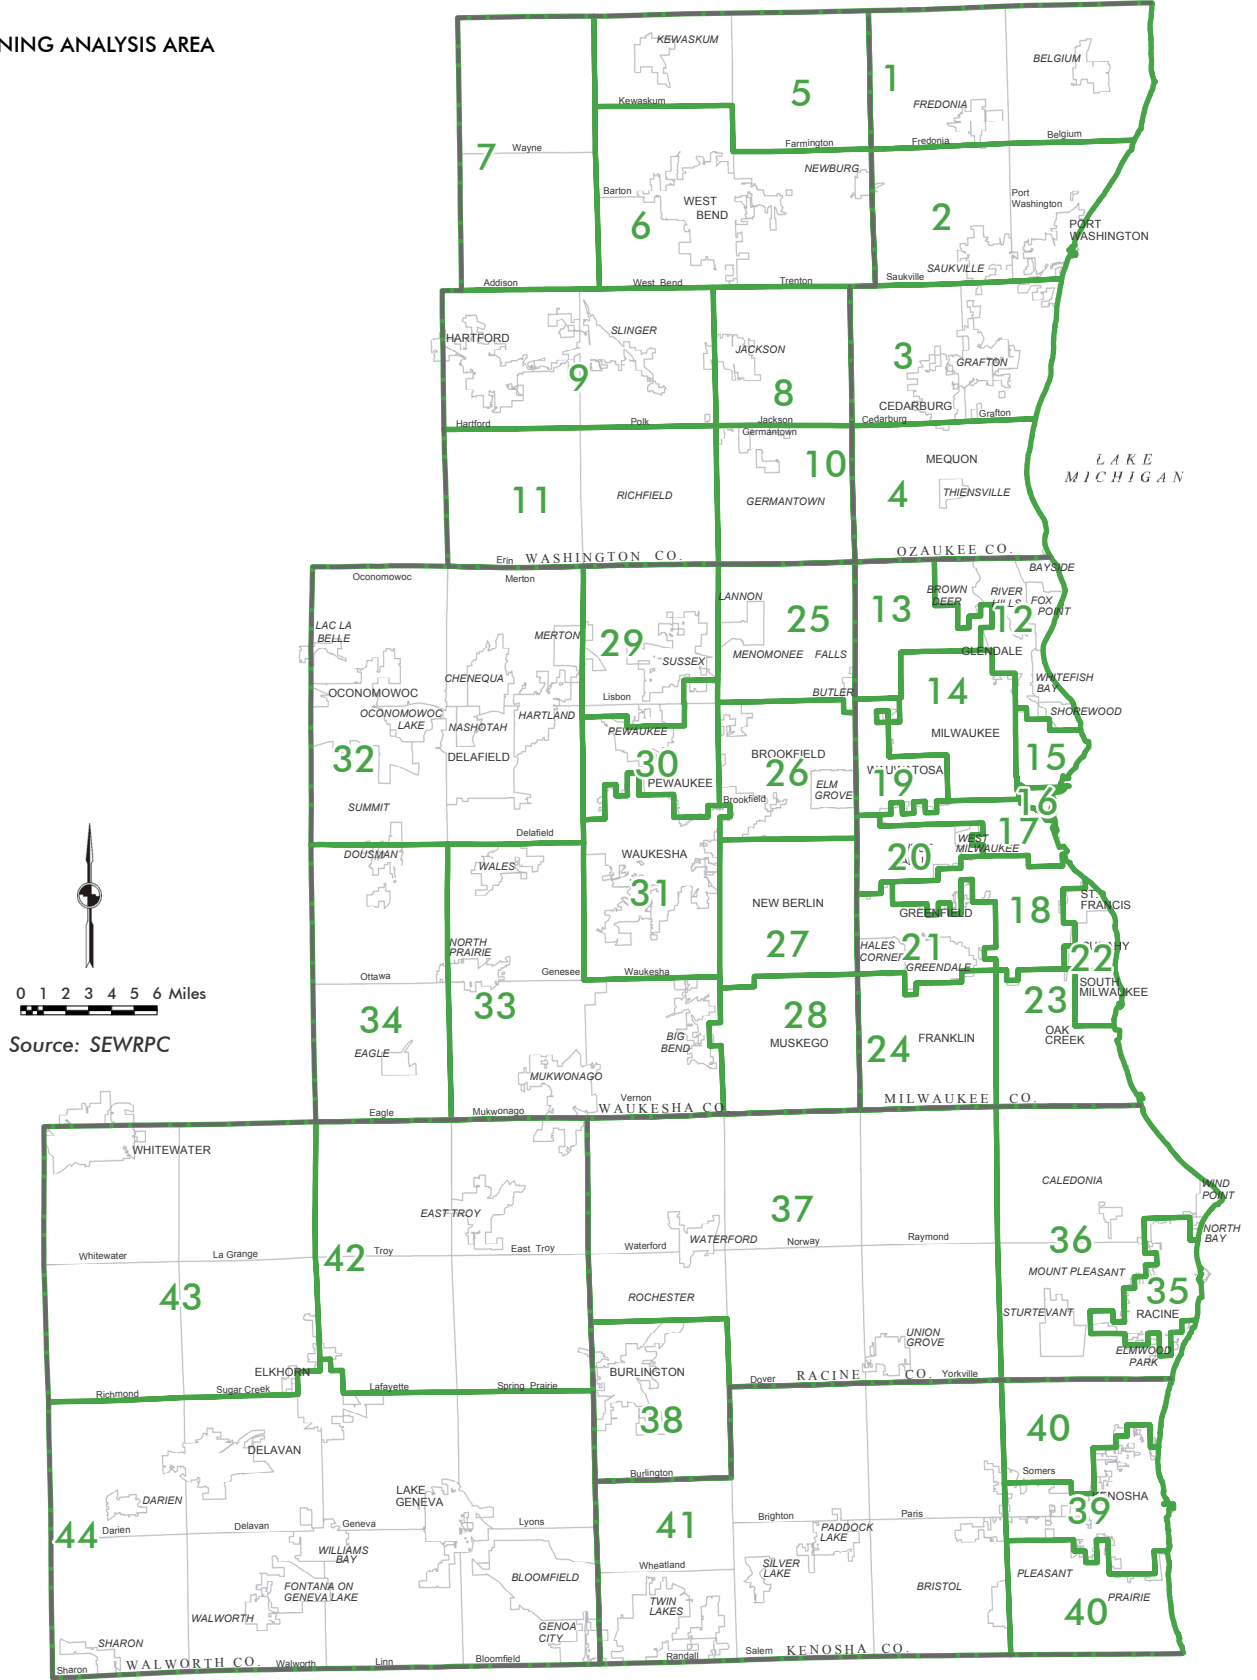 NING ANALYSIS AREA
KEWASKUM
BELGIUM
5
1
FREDONIA
Kewaskum
Farmington
Fredonia
Belgium
7
Wayne
NEWBURG
Barton
WEST
BEND
6
2
Port
Washington
PORT
WASHINGTON
SAUKVILLE
Addison
West Bend
Trenton
Saukville
HARTFORD
SLINGER
JACKSON
3
GRAFTON
9
8
CEDARBURG
Hartford
Polk
Jackson
Cedarburg
Grafton
Germantown
10
MEQUON
LAKE
MICHIGAN
11
RICHFIELD
GERMANTOWN
4
THIENSVILLE
Erin
WASHINGTON CO.
OZAUKEE CO.
BAYSIDE
Oconomowoc
Merton
LANNON
BROWN
DEER
RIVER
HILLS
FOX
POINT
LAC LA
BELLE
MERTON
29
SUSSEX
25
MENOMONEE FALLS
13
12
GLENDALE
CHENEQUA
OCONOMOWOC
OCONOMOWOC
LAKE
NASHOTAH
HARTLAND
Lisbon
BUTLER
14
WHITEFISH
BAY
SHOREWOOD
PEWAUKEE
MILWAUKEE
32
DELAFIELD
30
PEWAUKEE
BROOKFIELD
26
ELM
GROVE
WAUWATOSA
19
15
SUMMIT
Brookfield
16
Delafield
17
DOUSMAN
WALES
WAUKESHA
20
WEST
MILWAUKEE
31
NEW BERLIN
GREENFIELD
18
ST.
FRANCIS
NORTH
PRAIRIE
27
HALES
CORNERS
21
GREENDALE
CUDAHY
22
Ottawa
Genesee
Waukesha
SOUTH
MILWAUKEE
0 1 2 3 4 5 6 Miles
Source: SEWRPC
34
33
28
MUSKEGO
23
OAK
CREEK
EAGLE
BIG
BEND
24
FRANKLIN
MUKWONAGO
Vernon
Eagle
Mukwonago
WAUKESHA CO.
MILWAUKEE CO.
WHITEWATER
CALEDONIA
WIND
POINT
EAST TROY
37
NORTH
BAY
Whitewater
La Grange
42
Troy
East Troy
Waterford
WATERFORD
Norway
Raymond
36
MOUNT PLEASANT
43
ROCHESTER
35
STURTEVANT
RACINE
UNION
GROVE
ELMWOOD
PARK
ELKHORN
BURLINGTON
Richmond
Sugar Creek
Lafayette
Spring Prairie
Dover
RACINE CO.
Yorkville
38
40
DELAVAN
Burlington
Somers
LAKE
GENEVA
KENOSHA
DARIEN
39
44
Darien
Delavan
Geneva
Lyons
41
Brighton
Paris
PADDOCK
LAKE
WILLIAMS
BAY
Wheatland
SILVER
LAKE
BLOOMFIELD
FONTANA ON
GENEVA LAKE
BRISTOL
PLEASANT
PRAIRIE
TWIN
LAKES
40
WALWORTH
GENOA
CITY
SHARON
Sharon
WALWORTH CO.
Walworth
Linn
Bloomfield
Randall
Salem
KENOSHA CO.